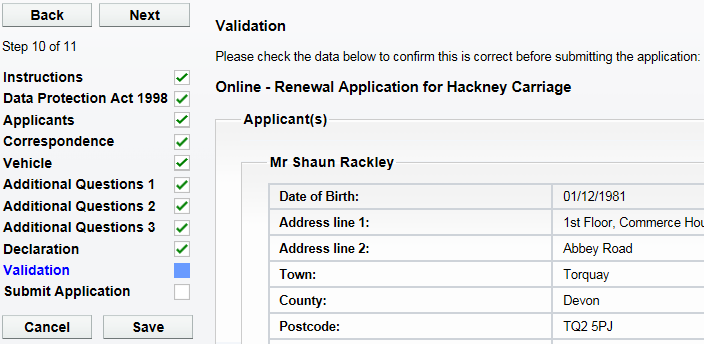 Back Next
Step 10 of 11
Instructions
Data Protection Act 1998
Applicants
Correspondence
Vehicle
Additional Questions 1
Additional Questions 2
Additional Questions 3
Declaration
Validation
Submit Application
Cancel Save
Validation
Please check the data below to confirm this is correct before submitting the application:
Online - Renewal Application for Hackney Carriage
Applicant(s)
Mr Shaun Rackley
Date of Birth: 01/12/1981
Address line 1: 1st Floor, Commerce
Address line 2: Abbey Road
Town: Torquay
County: Devon
Postcode: TQ2 5PJ